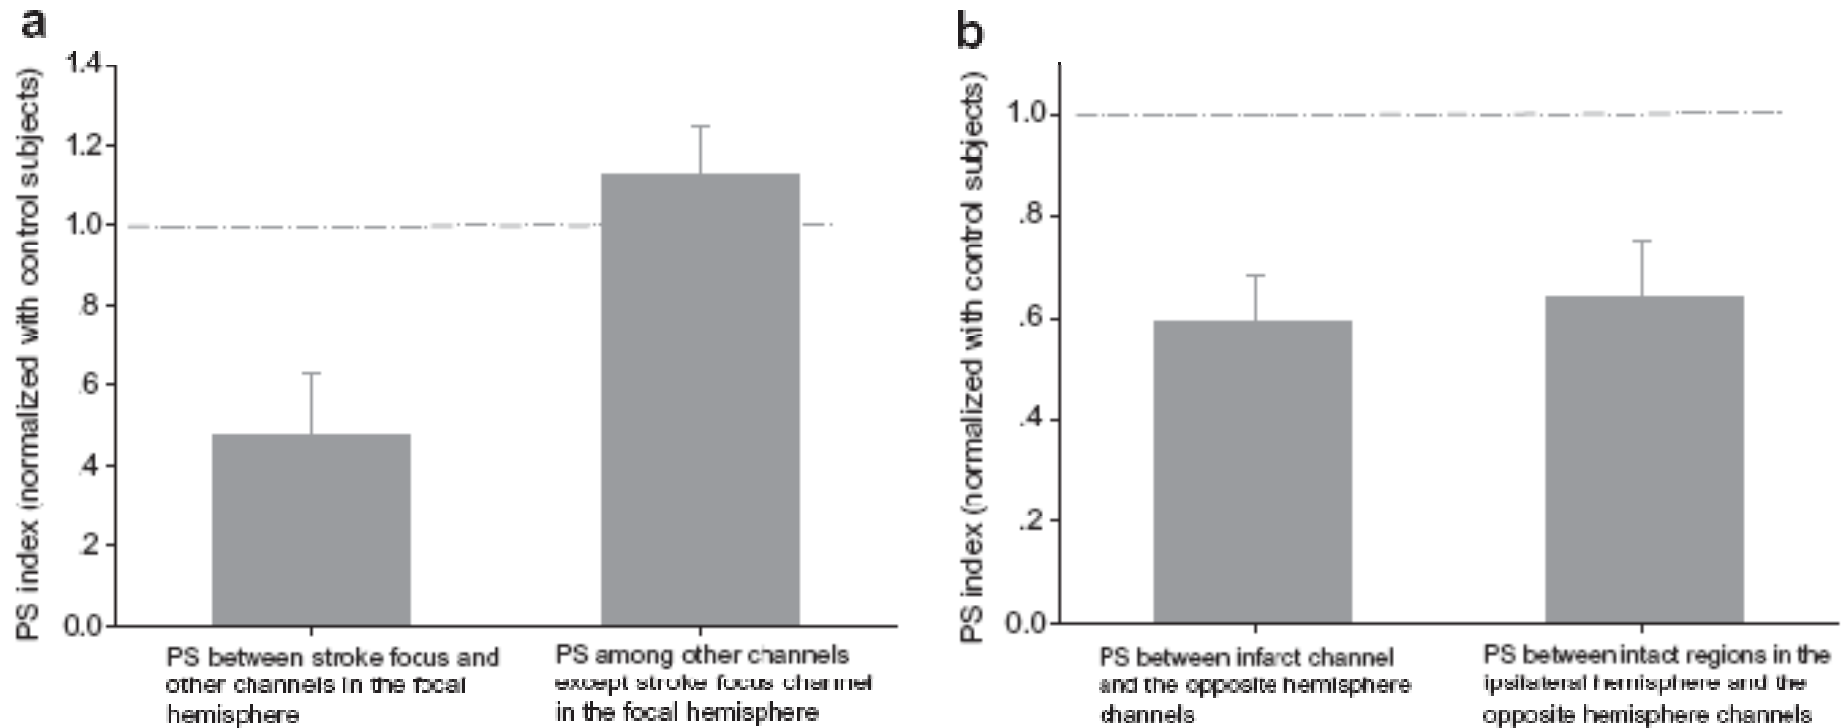 a
PS index (normalized with control subjects)
1.4
1.2
1.0
.8
.6
.4
.2
0.0
PS between stroke focus and
other channels in the focal
hemisphere
PS among other channels
except stroke focus channel
in the focal hemisphere
b
PS index (normalized with control subjects)
1.0
.8
.6
.4
.2
0.0
PS between infarct channel
and the opposite hemisphere
channels
PS between intact regions in the
ipsilateral hemisphere and the
opposite hemisphere channels